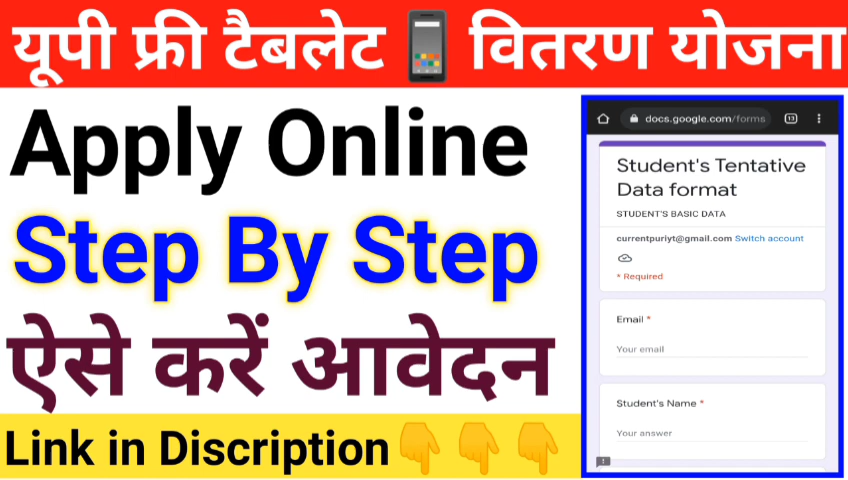 यूपी फ्री टैबलेट वितरण योजना
Apply Online
Step By Step
ऐसे करें आवेदन
Link in Discription
docs.google.com/forms
13
Student's Tentative
Data format
STUDENT'S BASIC DATA
currentpuriyt@gmail.com Switch account
* Required
Email *
Your email
Student's Name *
Your answer